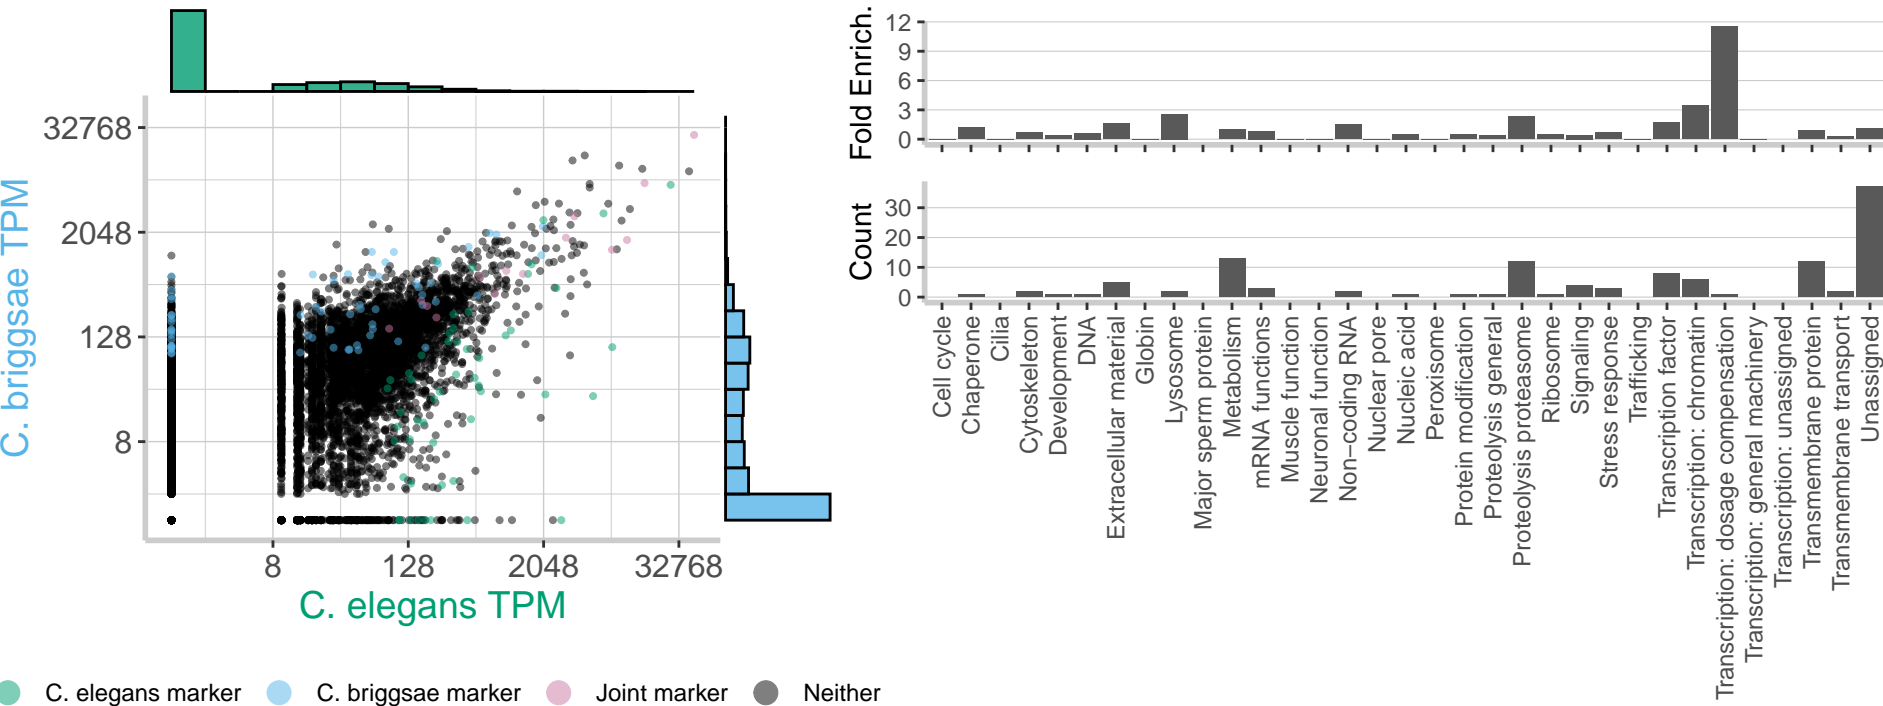 32768
2048
128
8
C. briggsae TPM
8
128
2048
32768
C. elegans TPM
C. elegans marker
C. briggsae marker
Joint marker
Neither
Fold Enrich.
12
9
6
3
0
Count
30
20
10
0
Cell cycle
Chaperone
Cilia
Cytoskeleton
Development
DNA
Extracellular material
Globin
Lysosome
Major sperm protein
Metabolism
mRNA functions
Muscle function
Neuronal function
Non−coding RNA
Nuclear pore
Nucleic acid
Peroxisome
Protein modification
Proteolysis general
Proteolysis proteasome
Ribosome
Signaling
Stress response
Trafficking
Transcription factor
Transcription: chromatin
Transcription: dosage compensation
Transcription: general machinery
Transcription: unassigned
Transmembrane protein
Transmembrane transport
Unassigned